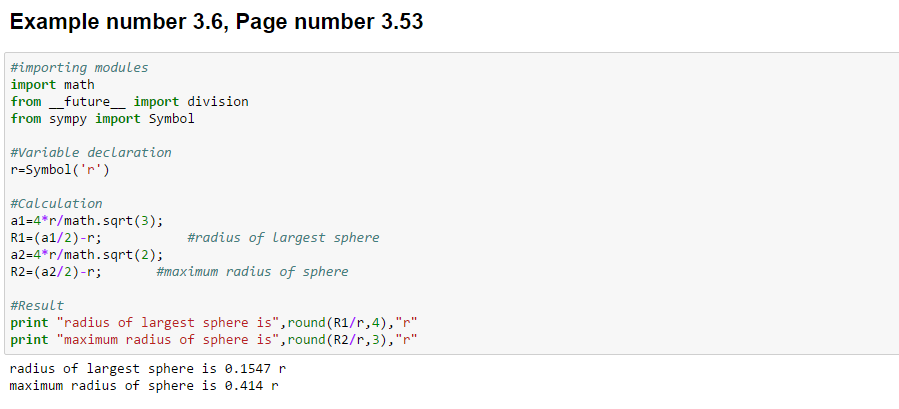 Example number 3.6, Page number 3.53
#importing modules
import math
from __future__ import division
from sympy import Symbol
#Variable declaration
r=Symbol('r')
#Calculation
a1=4*r/math.sqrt(3);
R1=(a1/2)-r; #radius of largest sphere
a2=4*r/math.sqrt(2);
R2=(a2/2)-r; #maximum radius of sphere
#Result
print "radius of largest sphere is",round(R1/r,4),"r"
print "maximum radius of sphere is",round(R2/r,3),"r"
radius of largest sphere is 0.1547 r
maximum radius of sphere is 0.414 r